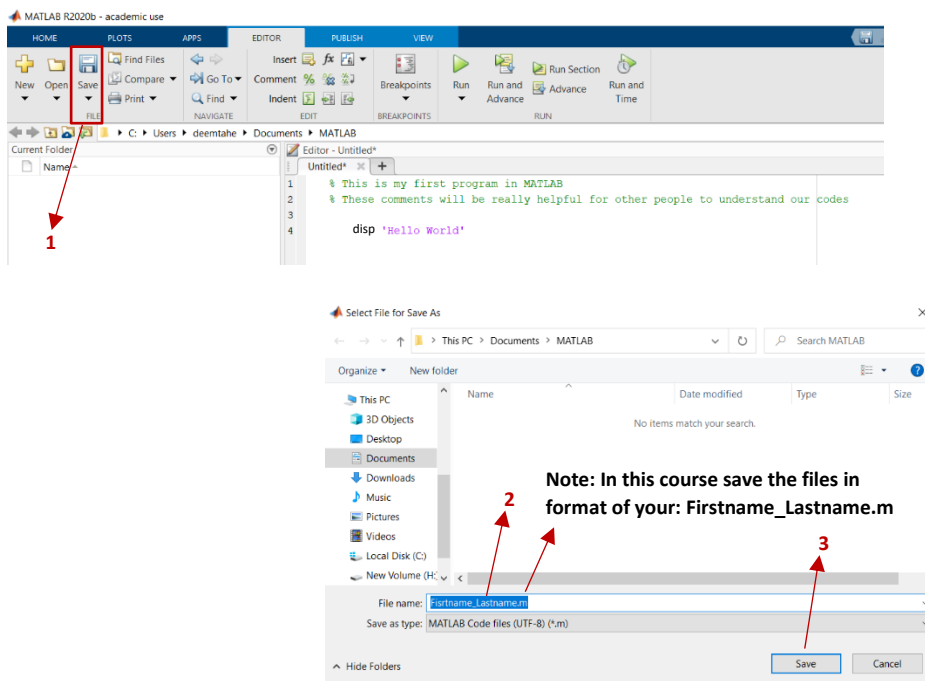 MATLAB R2020b - academic use
HOME PLOTS APPS EDITOR PUBLISH VIEW
New Open Save Find Files Compare Print
Go To Find
Insert fx
Comment %
Indent
Breakpoints
Run Run and Advance Run Section Advance Run and Time
FILE NAVIGATE EDIT BREAKPOINTS RUN
C: Users deemtahe Documents MATLAB
Current Folder
Name
Editor - Untitled*
Untitled* +
1 % This is my first program in MATLAB
2 % These comments will be really helpful for other people to understand our codes
3
4 disp 'Hello World'
1
Select File for Save As
This PC > Documents > MATLAB
Search MATLAB
Organize New folder
Name Date modified Type Size
No items match your search.
This PC
3D Objects
Desktop
Documents
Downloads
Music
Pictures
Videos
Local Disk (C:)
New Volume (H:
Note: In this course save the files in
format of your: Firstname_Lastname.m
2
3
File name: Fisrtname_Lastname.m
Save as type: MATLAB Code files (UTF-8) (*.m)
Hide Folders
Save Cancel